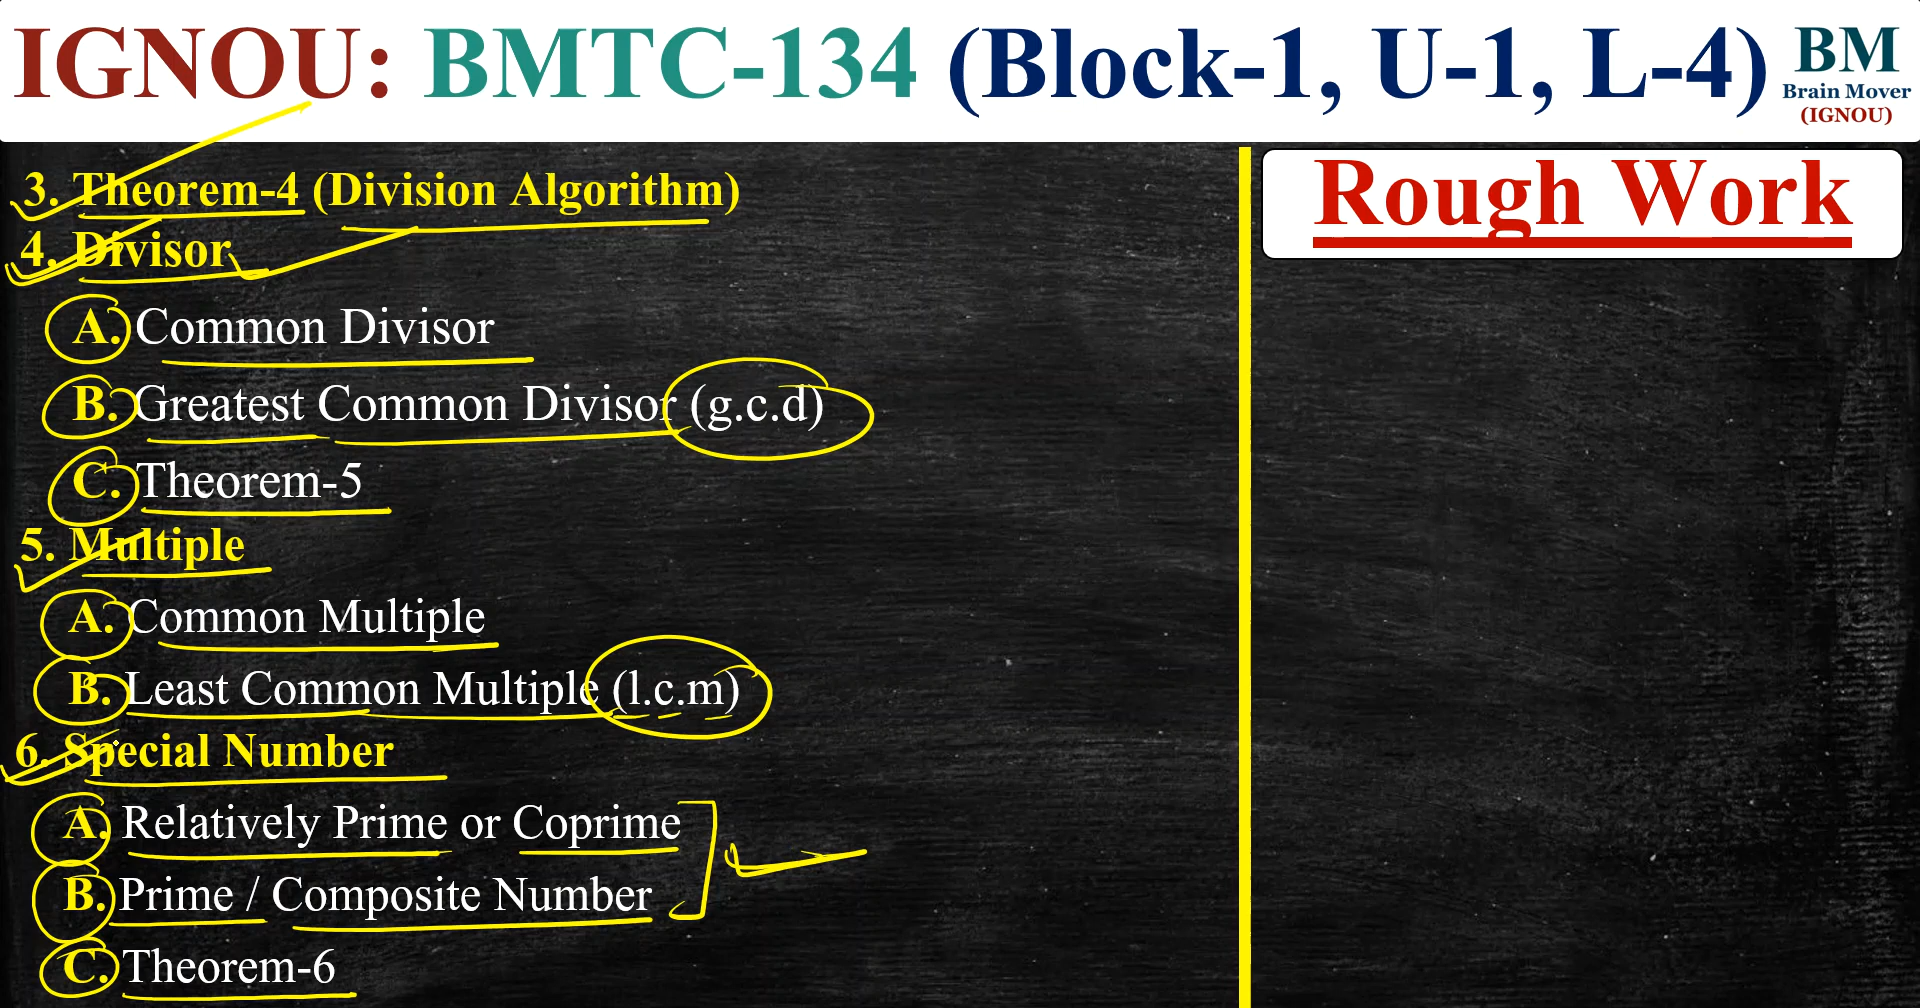 IGNOU: BMTC-134 (Block-1, U-1, L-4)
BM
Brain Mover
(IGNOU)
3. Theorem-4 (Division Algorithm)
4. Divisor
A. Common Divisor
B. Greatest Common Divisor (g.c.d)
C. Theorem-5
5. Multiple
A. Common Multiple
B. Least Common Multiple (l.c.m)
6. Special Number
A. Relatively Prime or Coprime
B. Prime / Composite Number
C. Theorem-6
Rough Work